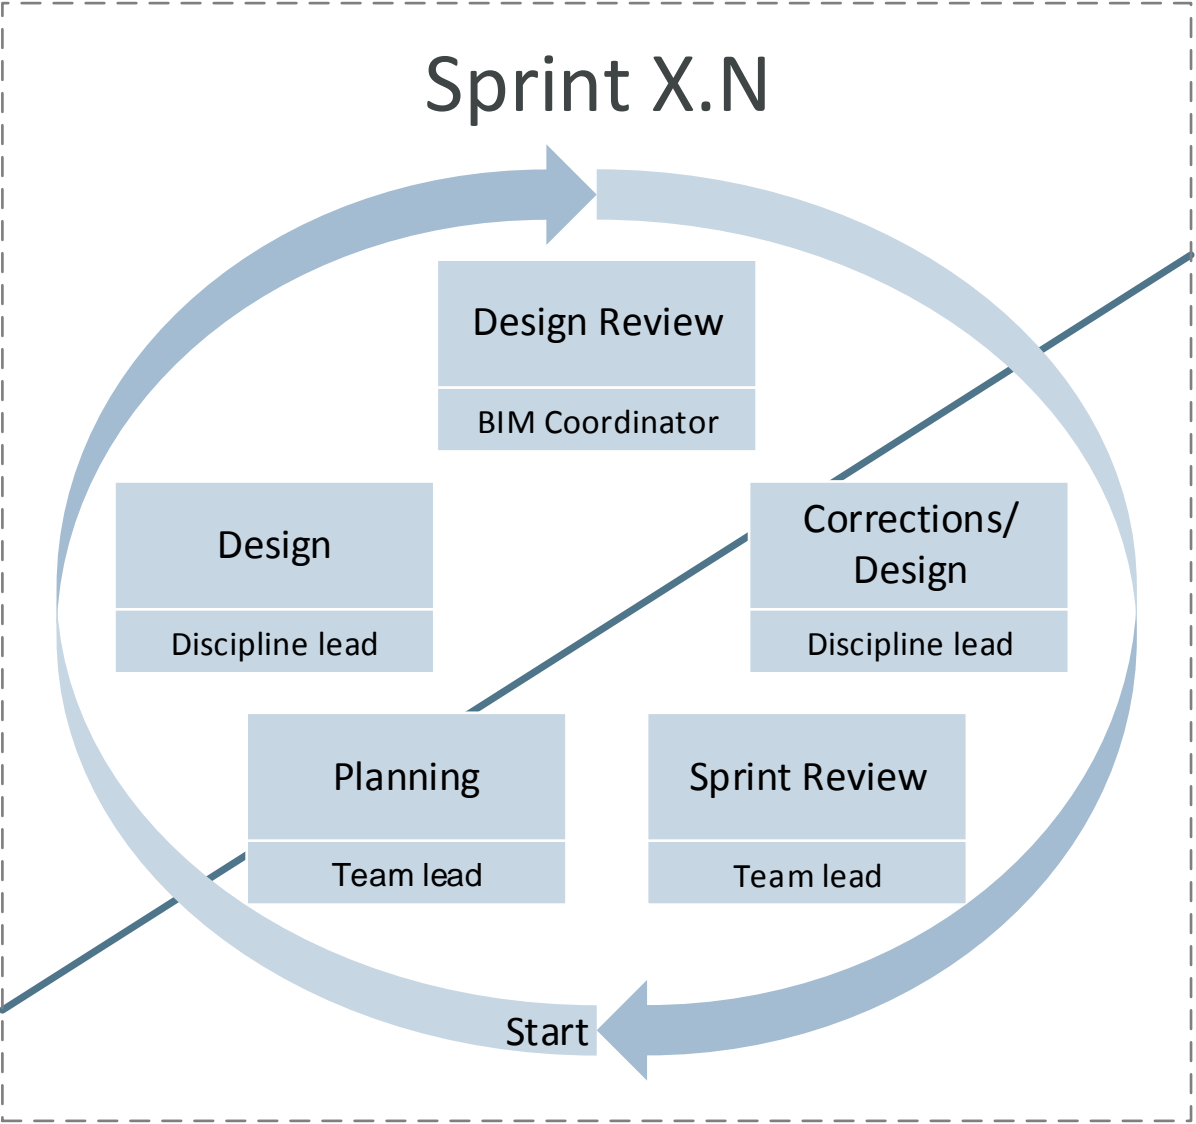 Sprint X.N
Design Review
BIM Coordinator
Design
Discipline lead
Corrections/
Design
Discipline lead
Planning
Team lead
Sprint Review
Team lead
Start